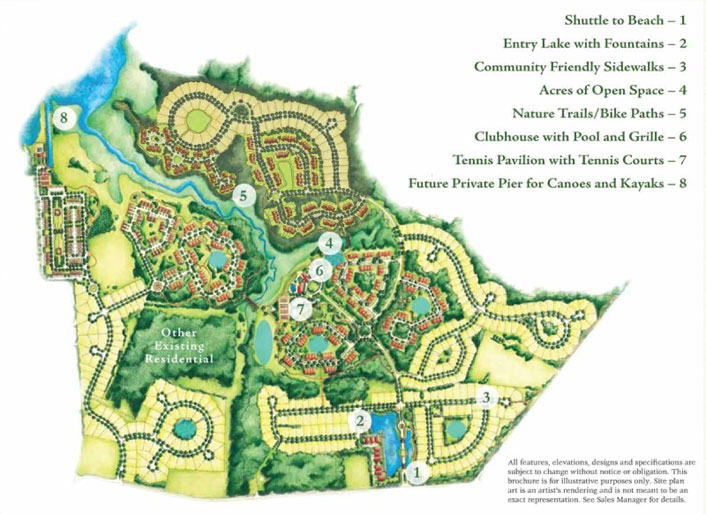 Shuttle to Beach – 1
Entry Lake with Fountains – 2
Community Friendly Sidewalks – 3
Acres of Open Space – 4
Nature Trails/Bike Paths – 5
Clubhouse with Pool and Grille – 6
Tennis Pavilion with Tennis Courts – 7
Future Private Pier for Canoes and Kayaks – 8
8
5
4
6
7
Other
Existing
Residential
3
2
1
All features, elevations, designs and specifications are
subject to change without notice or obligation. This
brochure is for illustrative purposes only. Site plan
art is an artist's rendering and is not meant to be an
exact representation. See Sales Manager for details.